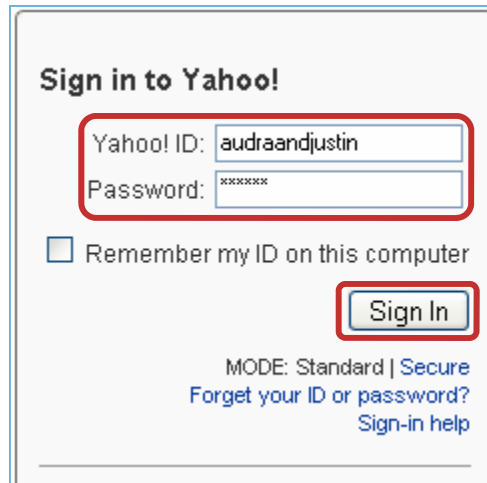 Sign in to Yahoo!
Yahoo! ID: audraandjustin
Password: ******
Remember my ID on this computer
Sign In
MODE: Standard | Secure
Forget your ID or password?
Sign-in help